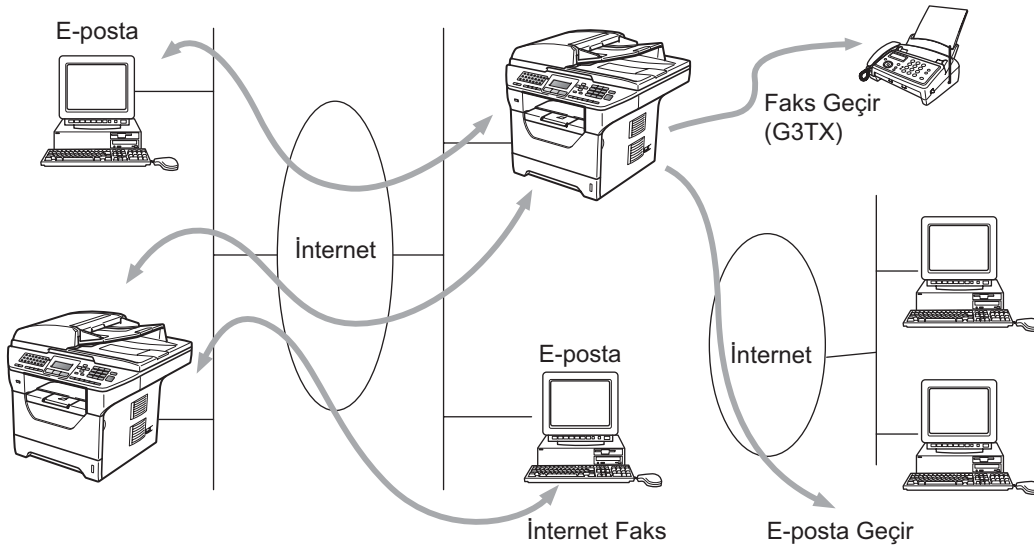 E-posta
Faks Geçir
(G3TX)
İnternet
E-posta
İnternet
İnternet Faks
E-posta Geçir